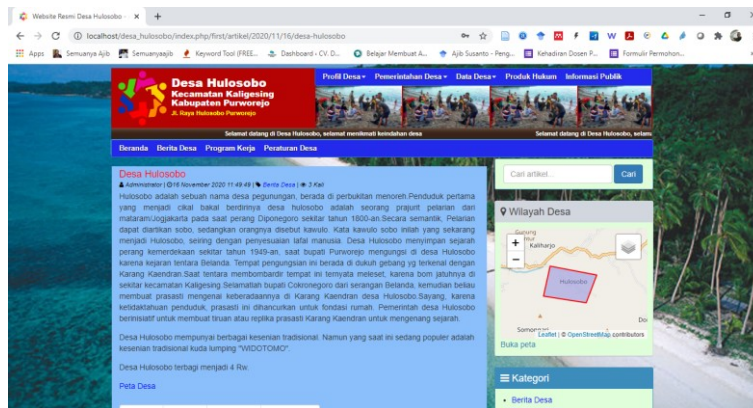 Website Resmi Desa Hulosobo -
localhost/desa_hulosobo/index.php/first/artikel/2020/11/16/desa-hulosobo
Apps Semuanya Ajib Semuanyaajib Keyword Tool (FREE... Dashboard ‹ CV. D... Belajar Membuat A... Ajib Susanto - Peng... Kehadiran Dosen P... Formulir Permohon...
Desa Hulosobo
Kecamatan Kaligesing
Kabupaten Purworejo
Jl. Raya Hulosobo Purworejo
Profil Desa Pemerintahan Desa Data Desa Produk Hukum Informasi Publik
Selamat datang di Desa Hulosobo, selamat menikmati keindahan desa Selamat datang di Desa Hulosobo, selam
Beranda Berita Desa Program Kerja Peraturan Desa
Desa Hulosobo
Administrator | 16 November 2020 11:49:49 | Berita Desa | 3 Kali
Hulosobo adalah sebuah nama desa pegunungan, berada di perbukitan menoreh.Penduduk pertama
yang menjadi cikal bakal berdirinya desa hulosobo adalah seorang prajurit pelarian dari
mataram/Jogjakarta pada saat perang Diponegoro sekitar tahun 1800-an.Secara semantik, Pelarian
dapat diartikan sobo, sedangkan orangnya disebut kawulo. Kata kawulo sobo inilah yang sekarang
menjadi Hulosobo, seiring dengan penyesuaian lafal manusia. Desa Hulosobo menyimpan sejarah
perang kemerdekaan sekitar tahun 1949-an, saat bupati Purworejo mengungsi di desa Hulosobo
karena kejaran tentara Belanda. Tempat pengungsian ini berada di dukuh gebang yg terkenal dengan
Karang Kaendran.Saat tentara membombardir tempat ini ternyata meleset, karena bom jatuhnya di
sekitar kecamatan Kaligesing.Selamatlah bupati Cokronegoro dari serangan Belanda, kemudian beliau
membuat prasasti mengenai keberadaannya di Karang Kaendran desa Hulosobo.Sayang, karena
ketidaktahuan penduduk, prasasti ini dihancurkan untuk fondasi rumah. Pemerintah desa Hulosobo
berinisiatif untuk membuat tiruan atau replika prasasti Karang Kaendran untuk mengenang sejarah.
Desa Hulosobo mempunyai berbagai kesenian tradisional. Namun yang saat ini sedang populer adalah
kesenian tradisional kuda lumping "WIDOTOMO".
Desa Hulosobo terbagi menjadi 4 Rw.
Peta Desa
Cari artikel... Cari
Wilayah Desa
+
−
Gunung
Kaliharjo
Hulosobo
Leaflet | © OpenStreetMap contributors
Buka peta
Kategori
Berita Desa